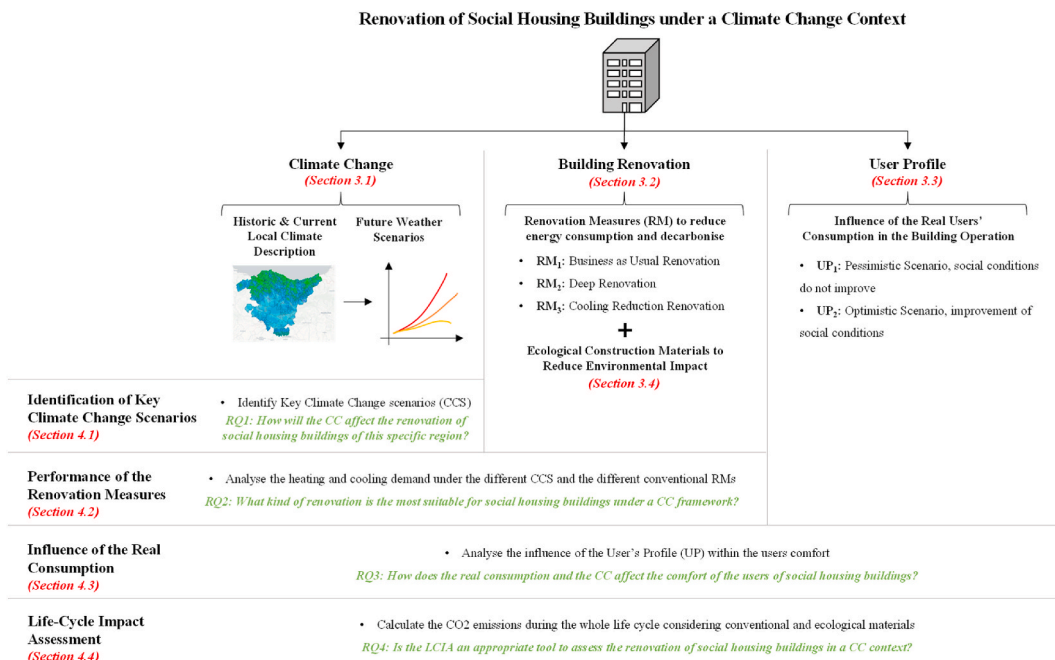 Renovation of Social Housing Buildings under a Climate Change Context
Climate Change
(Section 3.1)
Historic & Current
Local Climate
Description
Future Weather
Scenarios
Building Renovation
(Section 3.2)
Renovation Measures (RM) to reduce
energy consumption and decarbonise
• RM1: Business as Usual Renovation
• RM2: Deep Renovation
• RM3: Cooling Reduction Renovation
+
Ecological Construction Materials to
Reduce Environmental Impact
(Section 3.4)
User Profile
(Section 3.3)
Influence of the Real Users'
Consumption in the Building Operation
• UP1: Pessimistic Scenario, social conditions
do not improve
• UP2: Optimistic Scenario, improvement of
social conditions
Identification of Key
Climate Change Scenarios
(Section 4.1)
• Identify Key Climate Change scenarios (CCS)
RQ1: How will the CC affect the renovation of
social housing buildings of this specific region?
Performance of the
Renovation Measures
(Section 4.2)
• Analyse the heating and cooling demand under the different CCS and the different conventional RMs
RQ2: What kind of renovation is the most suitable for social housing buildings under a CC framework?
Influence of the Real
Consumption
(Section 4.3)
• Analyse the influence of the User's Profile (UP) within the users comfort
RQ3: How does the real consumption and the CC affect the comfort of the users of social housing buildings?
Life-Cycle Impact
Assessment
(Section 4.4)
• Calculate the CO2 emissions during the whole life cycle considering conventional and ecological materials
RQ4: Is the LCIA an appropriate tool to assess the renovation of social housing buildings in a CC context?